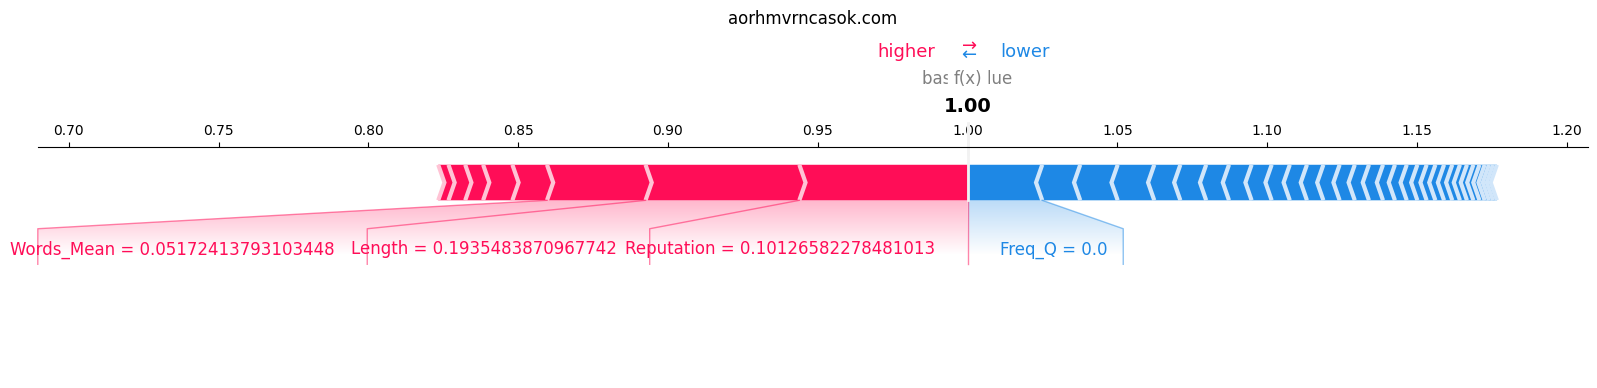 aorhmvrncasok.com
higher → ← lower
bas f(x) lue
1.00
0.70 0.75 0.80 0.85 0.90 0.95 1.00 1.05 1.10 1.15 1.20
Words_Mean = 0.05172413793103448 Length = 0.1935483870967742 Reputation = 0.10126582278481013 Freq_Q = 0.0